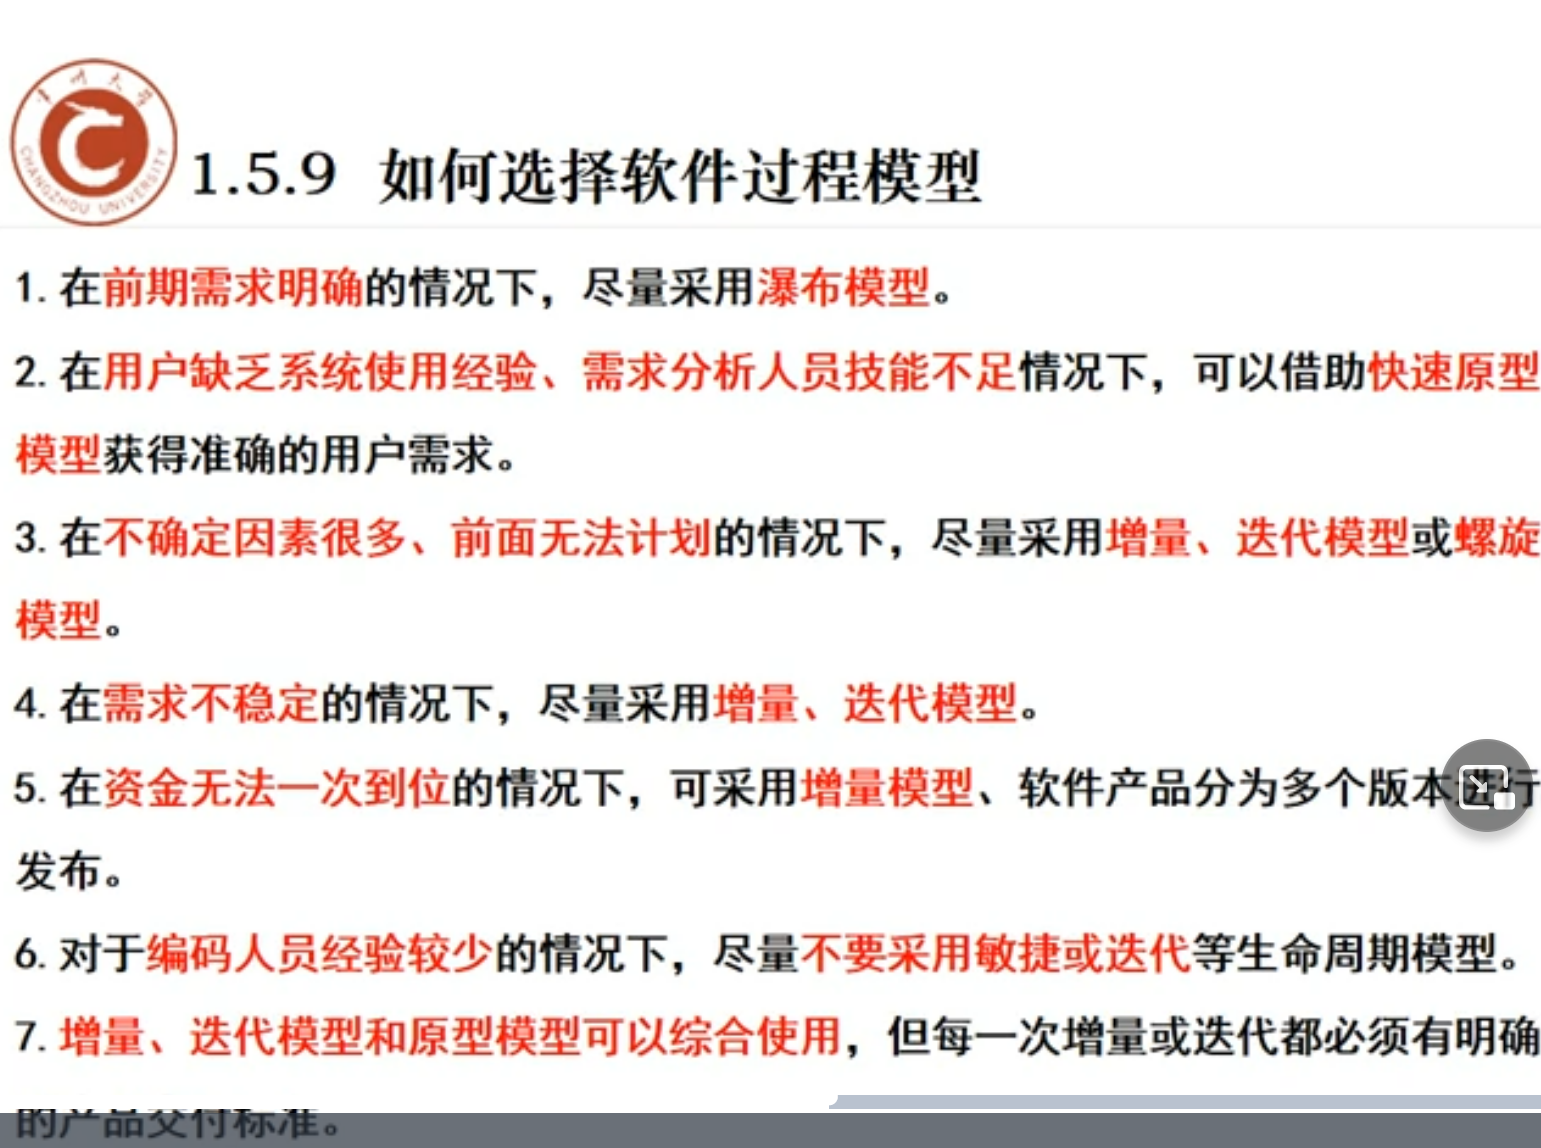 常州大学
CHANGZHOU UNIVERSITY
1.5.9 如何选择软件过程模型
1. 在前期需求明确的情况下，尽量采用瀑布模型。
2. 在用户缺乏系统使用经验、需求分析人员技能不足情况下，可以借助快速原型
模型获得准确的用户需求。
3. 在不确定因素很多、前面无法计划的情况下，尽量采用增量、迭代模型或螺旋
模型。
4. 在需求不稳定的情况下，尽量采用增量、迭代模型。
5. 在资金无法一次到位的情况下，可采用增量模型、软件产品分为多个版本进行
发布。
6. 对于编码人员经验较少的情况下，尽量不要采用敏捷或迭代等生命周期模型。
7. 增量、迭代模型和原型模型可以综合使用，但每一次增量或迭代都必须有明确
的产品交付标准。